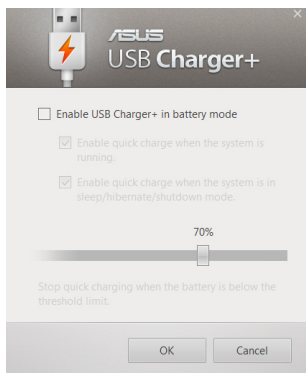 ASUS
USB Charger+
Enable USB Charger+ in battery mode
Enable quick charge when the system is
running.
Enable quick charge when the system is in
sleep/hibernate/shutdown mode.
70%
Stop quick charging when the battery is below the
threshold limit.
OK
Cancel